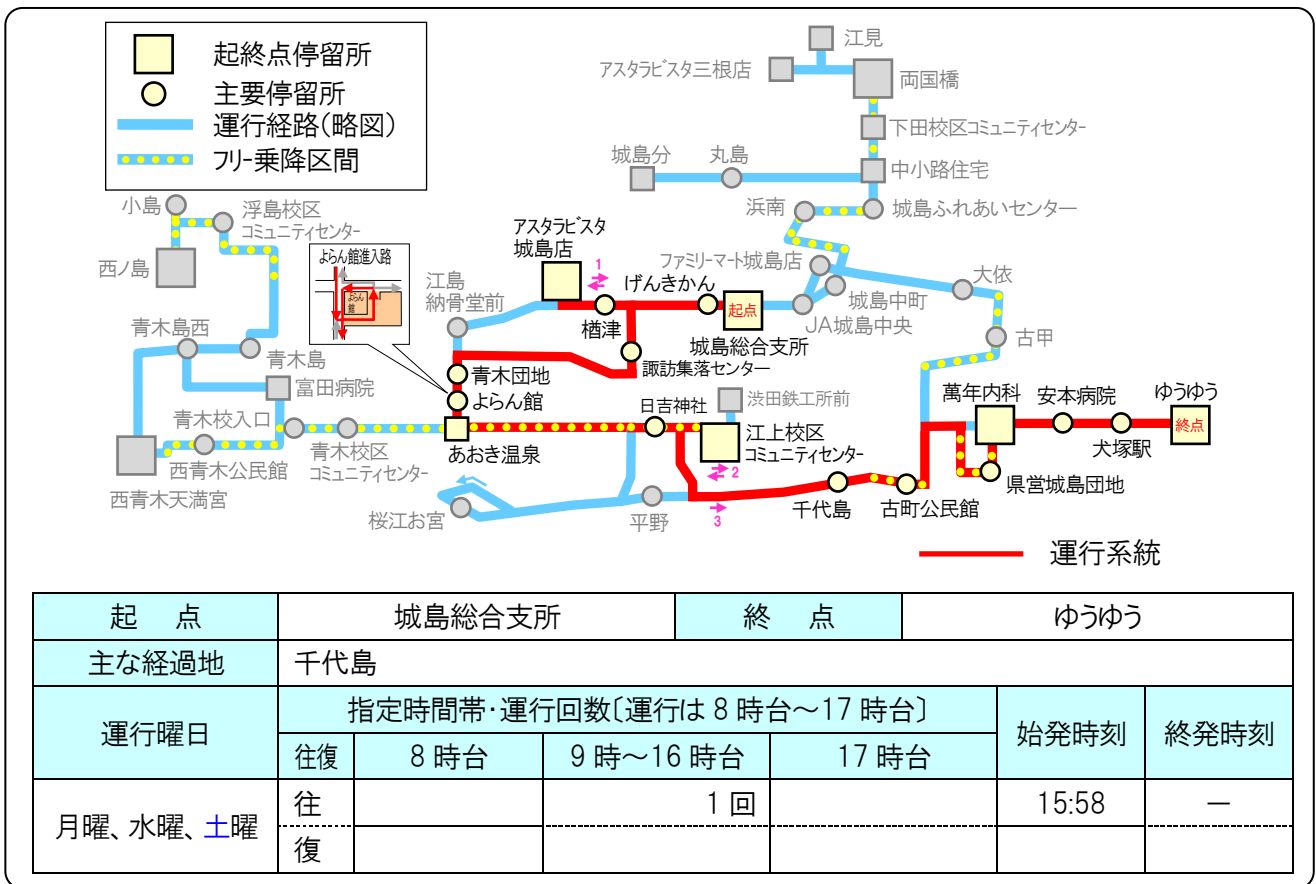 起終点停留所
主要停留所
運行経路(略図)
フリー乗降区間
江見
アスタラビスタ三根店
両国橋
下田校区コミュニティセンター
城島分
丸島
中小路住宅
浜南
城島ふれあいセンター
小島
浮島校区
コミュニティセンター
西ノ島
よらん館進入路
よらん
館
アスタラビスタ
城島店
1
げんきかん
ファミリーマート城島店
大依
江島
納骨堂前
楢津
起点
城島総合支所
城島中町
JA城島中央
古甲
青木島西
青木島
富田病院
青木団地
よらん館
諏訪集落センター
日吉神社
渋田鉄工所前
萬年内科
安本病院
ゆうゆう
終点
犬塚駅
青木校入口
西青木公民館
青木校区
コミュニティセンター
あおき温泉
江上校区
コミュニティセンター
2
県営城島団地
西青木天満宮
桜江お宮
平野
3
千代島
古町公民館
運行系統
起 点
城島総合支所
終 点
ゆうゆう
主な経過地
千代島
運行曜日
指定時間帯・運行回数〔運行は8時台~17時台〕
始発時刻
終発時刻
往復
8時台
9時~16時台
17時台
月曜、水曜、土曜
往
1回
15:58
―
復